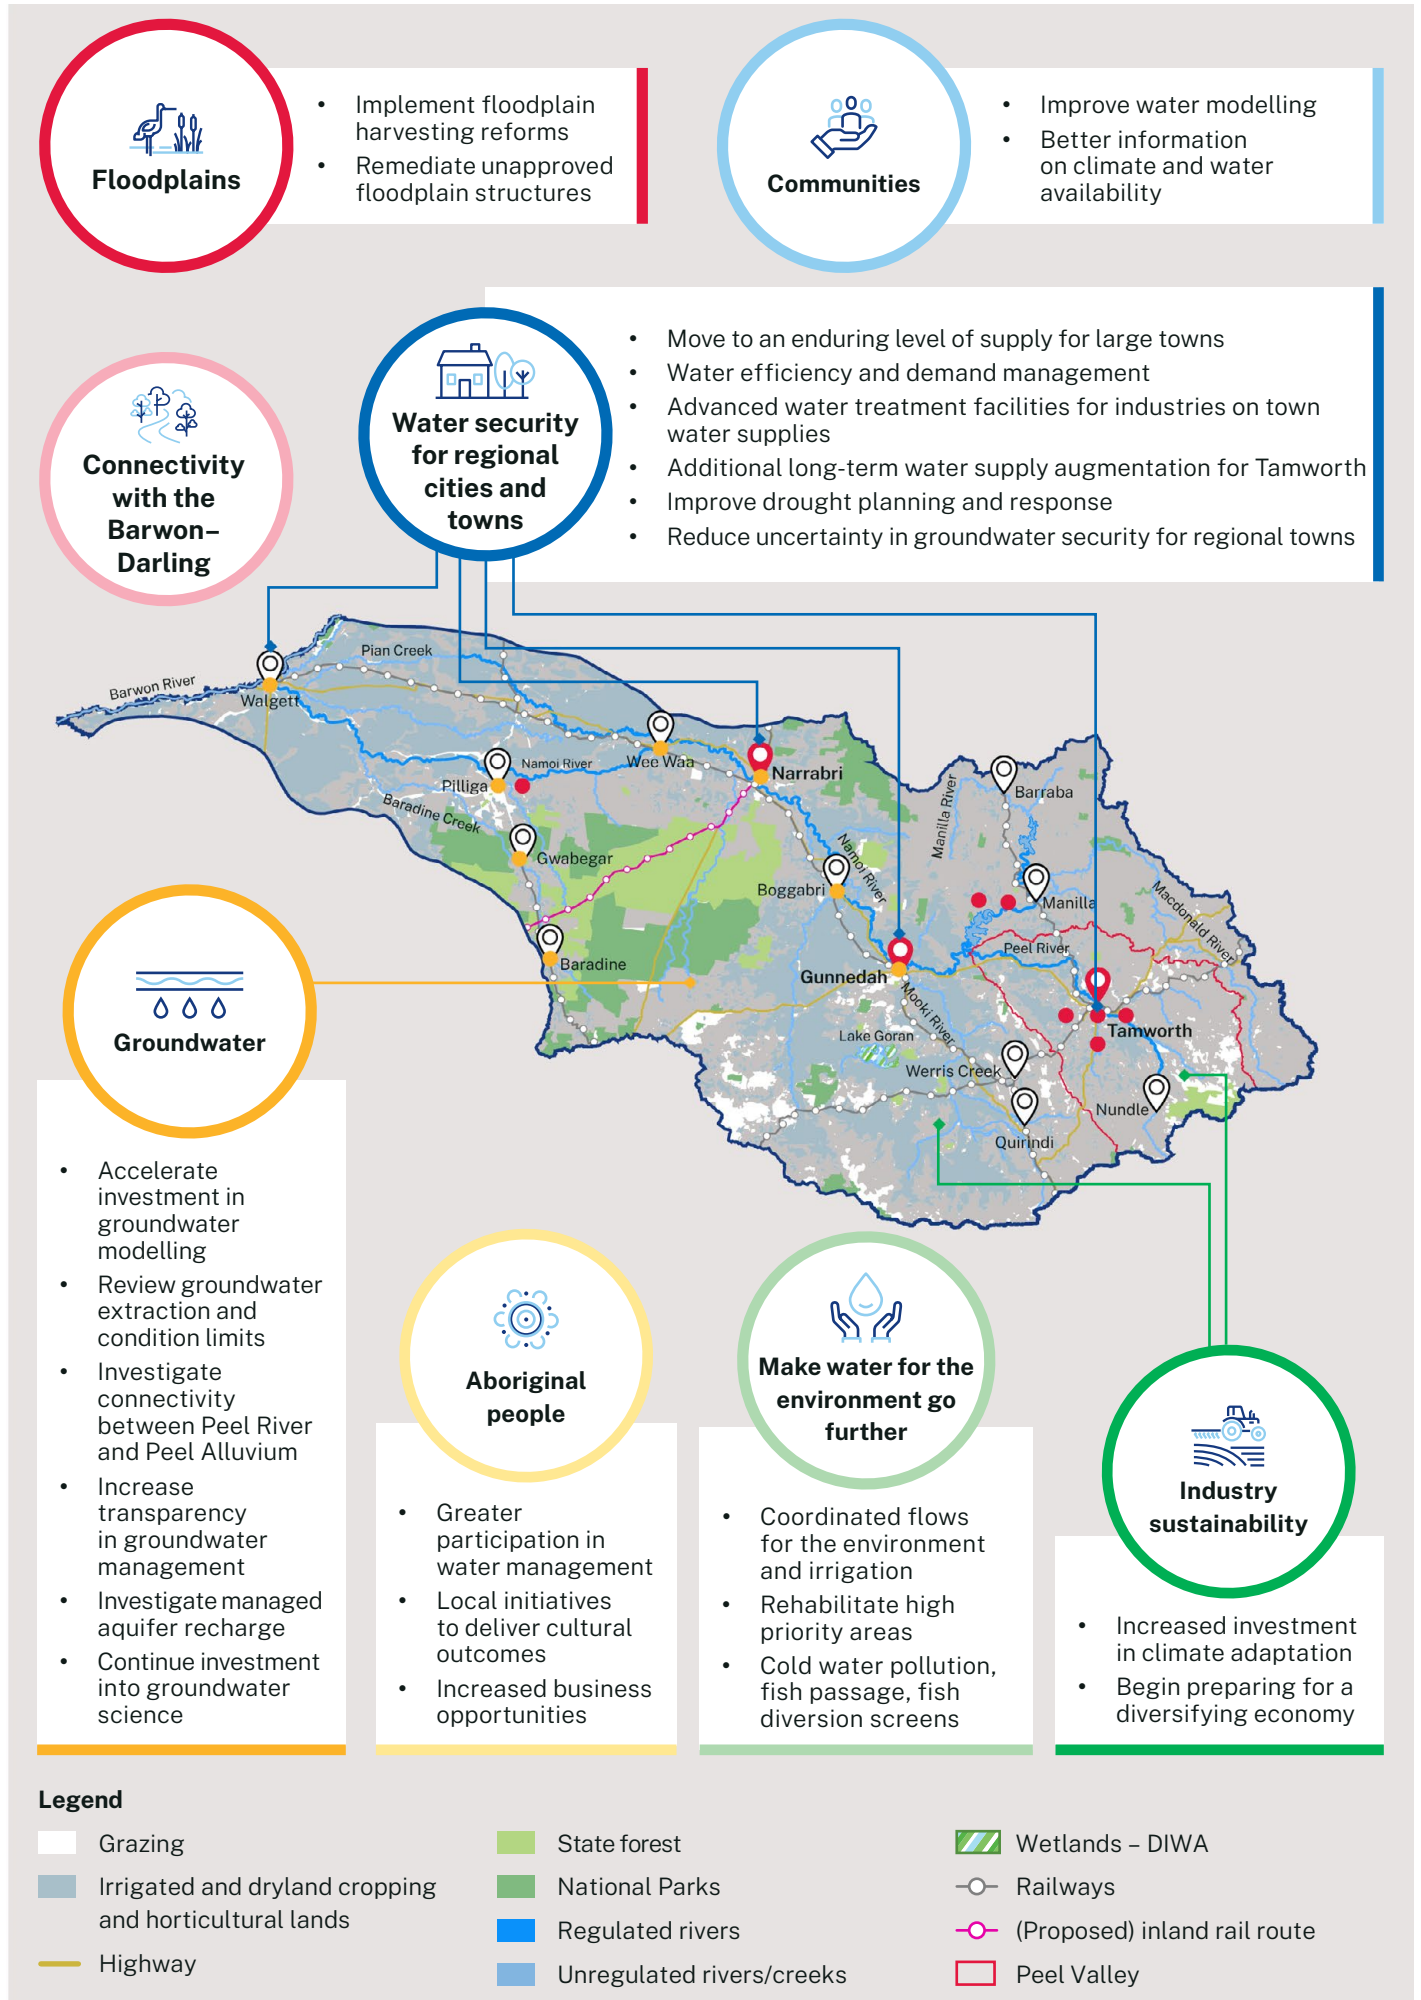 Floodplains
• Implement floodplain
harvesting reforms
• Remediate unapproved
floodplain structures
Communities
• Improve water modelling
• Better information
on climate and water
availability
Connectivity
with the
Barwon–
Darling
Water security
for regional
cities and
towns
• Move to an enduring level of supply for large towns
• Water efficiency and demand management
• Advanced water treatment facilities for industries on town
water supplies
• Additional long-term water supply augmentation for Tamworth
• Improve drought planning and response
• Reduce uncertainty in groundwater security for regional towns
Pian Creek
Barwon River
Walgett
Wee Waa
Namoi River
Narrabri
Pilliga
Baradine Creek
Barraba
Manilla River
Gwabegar
Namoi River
Boggabri
Manilla
Macdonald River
Peel River
Baradine
Gunnedah
Mooki River
Tamworth
Lake Goran
Werris Creek
Nundle
Quirindi
Groundwater
• Accelerate
investment in
groundwater
modelling
• Review groundwater
extraction and
condition limits
• Investigate
connectivity
between Peel River
and Peel Alluvium
• Increase
transparency
in groundwater
management
• Investigate managed
aquifer recharge
• Continue investment
into groundwater
science
Aboriginal
people
• Greater
participation in
water management
• Local initiatives
to deliver cultural
outcomes
• Increased business
opportunities
Make water for the
environment go
further
• Coordinated flows
for the environment
and irrigation
• Rehabilitate high
priority areas
• Cold water pollution,
fish passage, fish
diversion screens
Industry
sustainability
• Increased investment
in climate adaptation
• Begin preparing for a
diversifying economy
Legend
Grazing
Irrigated and dryland cropping
and horticultural lands
Highway
State forest
National Parks
Regulated rivers
Unregulated rivers/creeks
Wetlands – DIWA
Railways
(Proposed) inland rail route
Peel Valley